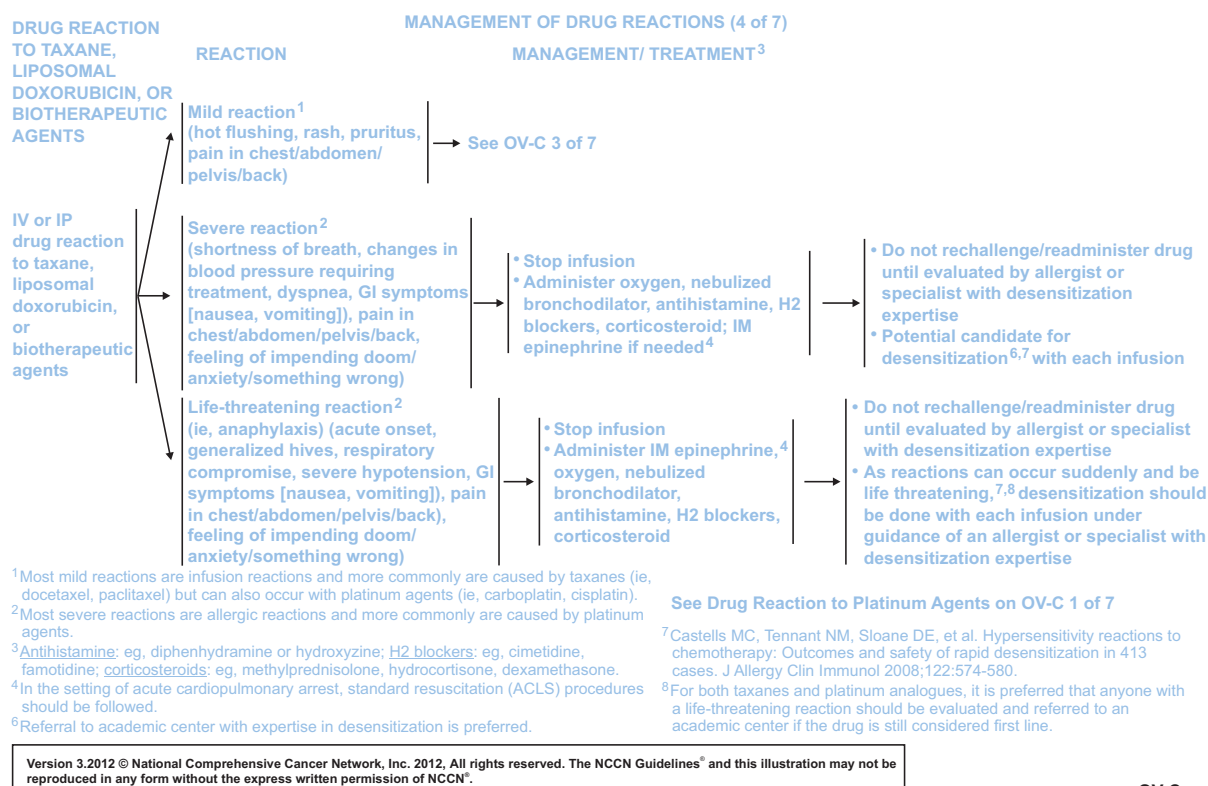 MANAGEMENT OF DRUG REACTIONS (4 of 7)
DRUG REACTION
TO TAXANE,
LIPOSOMAL
DOXORUBICIN, OR
BIOTHERAPEUTIC
AGENTS
REACTION
MANAGEMENT/ TREATMENT3
IV or IP
drug reaction
to taxane,
liposomal
doxorubicin,
or
biotherapeutic
agents
Mild reaction1
(hot flushing, rash, pruritus,
pain in chest/abdomen/
pelvis/back)
See OV-C 3 of 7
Severe reaction2
(shortness of breath, changes in
blood pressure requiring
treatment, dyspnea, GI symptoms
[nausea, vomiting]), pain in
chest/abdomen/pelvis/back,
feeling of impending doom/
anxiety/something wrong)
• Stop infusion
• Administer oxygen, nebulized
bronchodilator, antihistamine, H2
blockers, corticosteroid; IM
epinephrine if needed4
• Do not rechallenge/readminister drug
until evaluated by allergist or
specialist with desensitization
expertise
• Potential candidate for
desensitization6,7 with each infusion
Life-threatening reaction2
(ie, anaphylaxis) (acute onset,
generalized hives, respiratory
compromise, severe hypotension, GI
symptoms [nausea, vomiting]), pain
in chest/abdomen/pelvis/back),
feeling of impending doom/
anxiety/something wrong)
• Stop infusion
• Administer IM epinephrine,4
oxygen, nebulized
bronchodilator,
antihistamine, H2 blockers,
corticosteroid
• Do not rechallenge/readminister drug
until evaluated by allergist or specialist
with desensitization expertise
• As reactions can occur suddenly and be
life threatening,7,8 desensitization should
be done with each infusion under
guidance of an allergist or specialist with
desensitization expertise
1Most mild reactions are infusion reactions and more commonly are caused by taxanes (ie,
docetaxel, paclitaxel) but can also occur with platinum agents (ie, carboplatin, cisplatin).
2Most severe reactions are allergic reactions and more commonly are caused by platinum
agents.
3Antihistamine: eg, diphenhydramine or hydroxyzine; H2 blockers: eg, cimetidine,
famotidine; corticosteroids: eg, methylprednisolone, hydrocortisone, dexamethasone.
4In the setting of acute cardiopulmonary arrest, standard resuscitation (ACLS) procedures
should be followed.
6Referral to academic center with expertise in desensitization is preferred.
See Drug Reaction to Platinum Agents on OV-C 1 of 7
7Castells MC, Tennant NM, Sloane DE, et al. Hypersensitivity reactions to
chemotherapy: Outcomes and safety of rapid desensitization in 413
cases. J Allergy Clin Immunol 2008;122:574-580.
8For both taxanes and platinum analogues, it is preferred that anyone with
a life-threatening reaction should be evaluated and referred to an
academic center if the drug is still considered first line.
Version 3.2012 © National Comprehensive Cancer Network, Inc. 2012, All rights reserved. The NCCN Guidelines® and this illustration may not be
reproduced in any form without the express written permission of NCCN®.